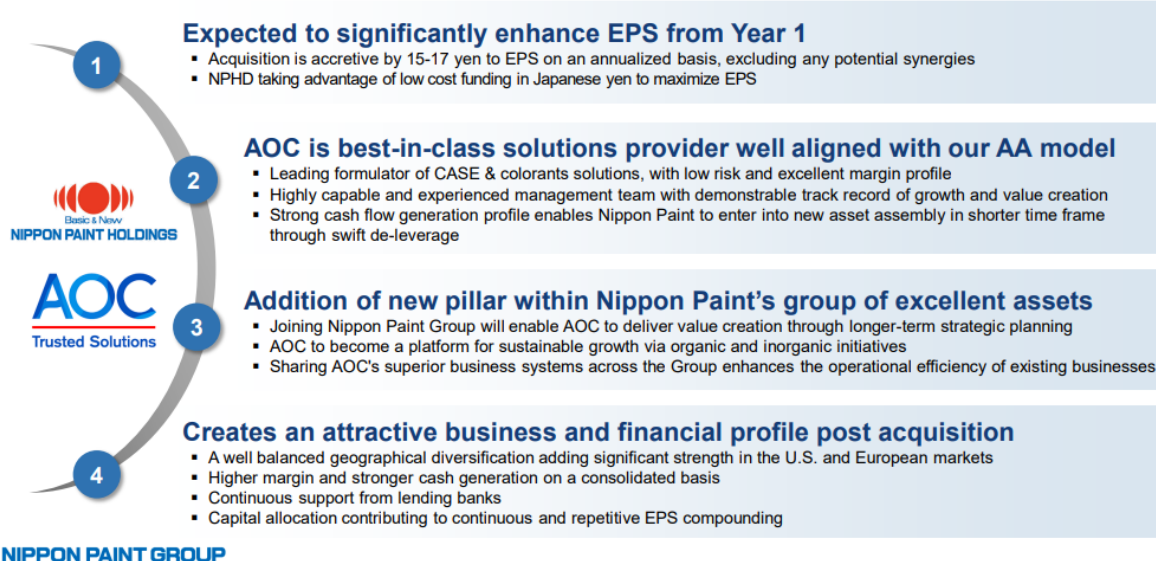 1
Expected to significantly enhance EPS from Year 1
▪ Acquisition is accretive by 15-17 yen to EPS on an annualized basis, excluding any potential synergies
▪ NPHD taking advantage of low cost funding in Japanese yen to maximize EPS
2
AOC is best-in-class solutions provider well aligned with our AA model
▪ Leading formulator of CASE & colorants solutions, with low risk and excellent margin profile
▪ Highly capable and experienced management team with demonstrable track record of growth and value creation
▪ Strong cash flow generation profile enables Nippon Paint to enter into new asset assembly in shorter time frame
through swift de-leverage
Basic & New
NIPPON PAINT HOLDINGS
AOC
Trusted Solutions
3
Addition of new pillar within Nippon Paint's group of excellent assets
▪ Joining Nippon Paint Group will enable AOC to deliver value creation through longer-term strategic planning
▪ AOC to become a platform for sustainable growth via organic and inorganic initiatives
▪ Sharing AOC's superior business systems across the Group enhances the operational efficiency of existing businesses
4
Creates an attractive business and financial profile post acquisition
▪ A well balanced geographical diversification adding significant strength in the U.S. and European markets
▪ Higher margin and stronger cash generation on a consolidated basis
▪ Continuous support from lending banks
▪ Capital allocation contributing to continuous and repetitive EPS compounding
NIPPON PAINT GROUP